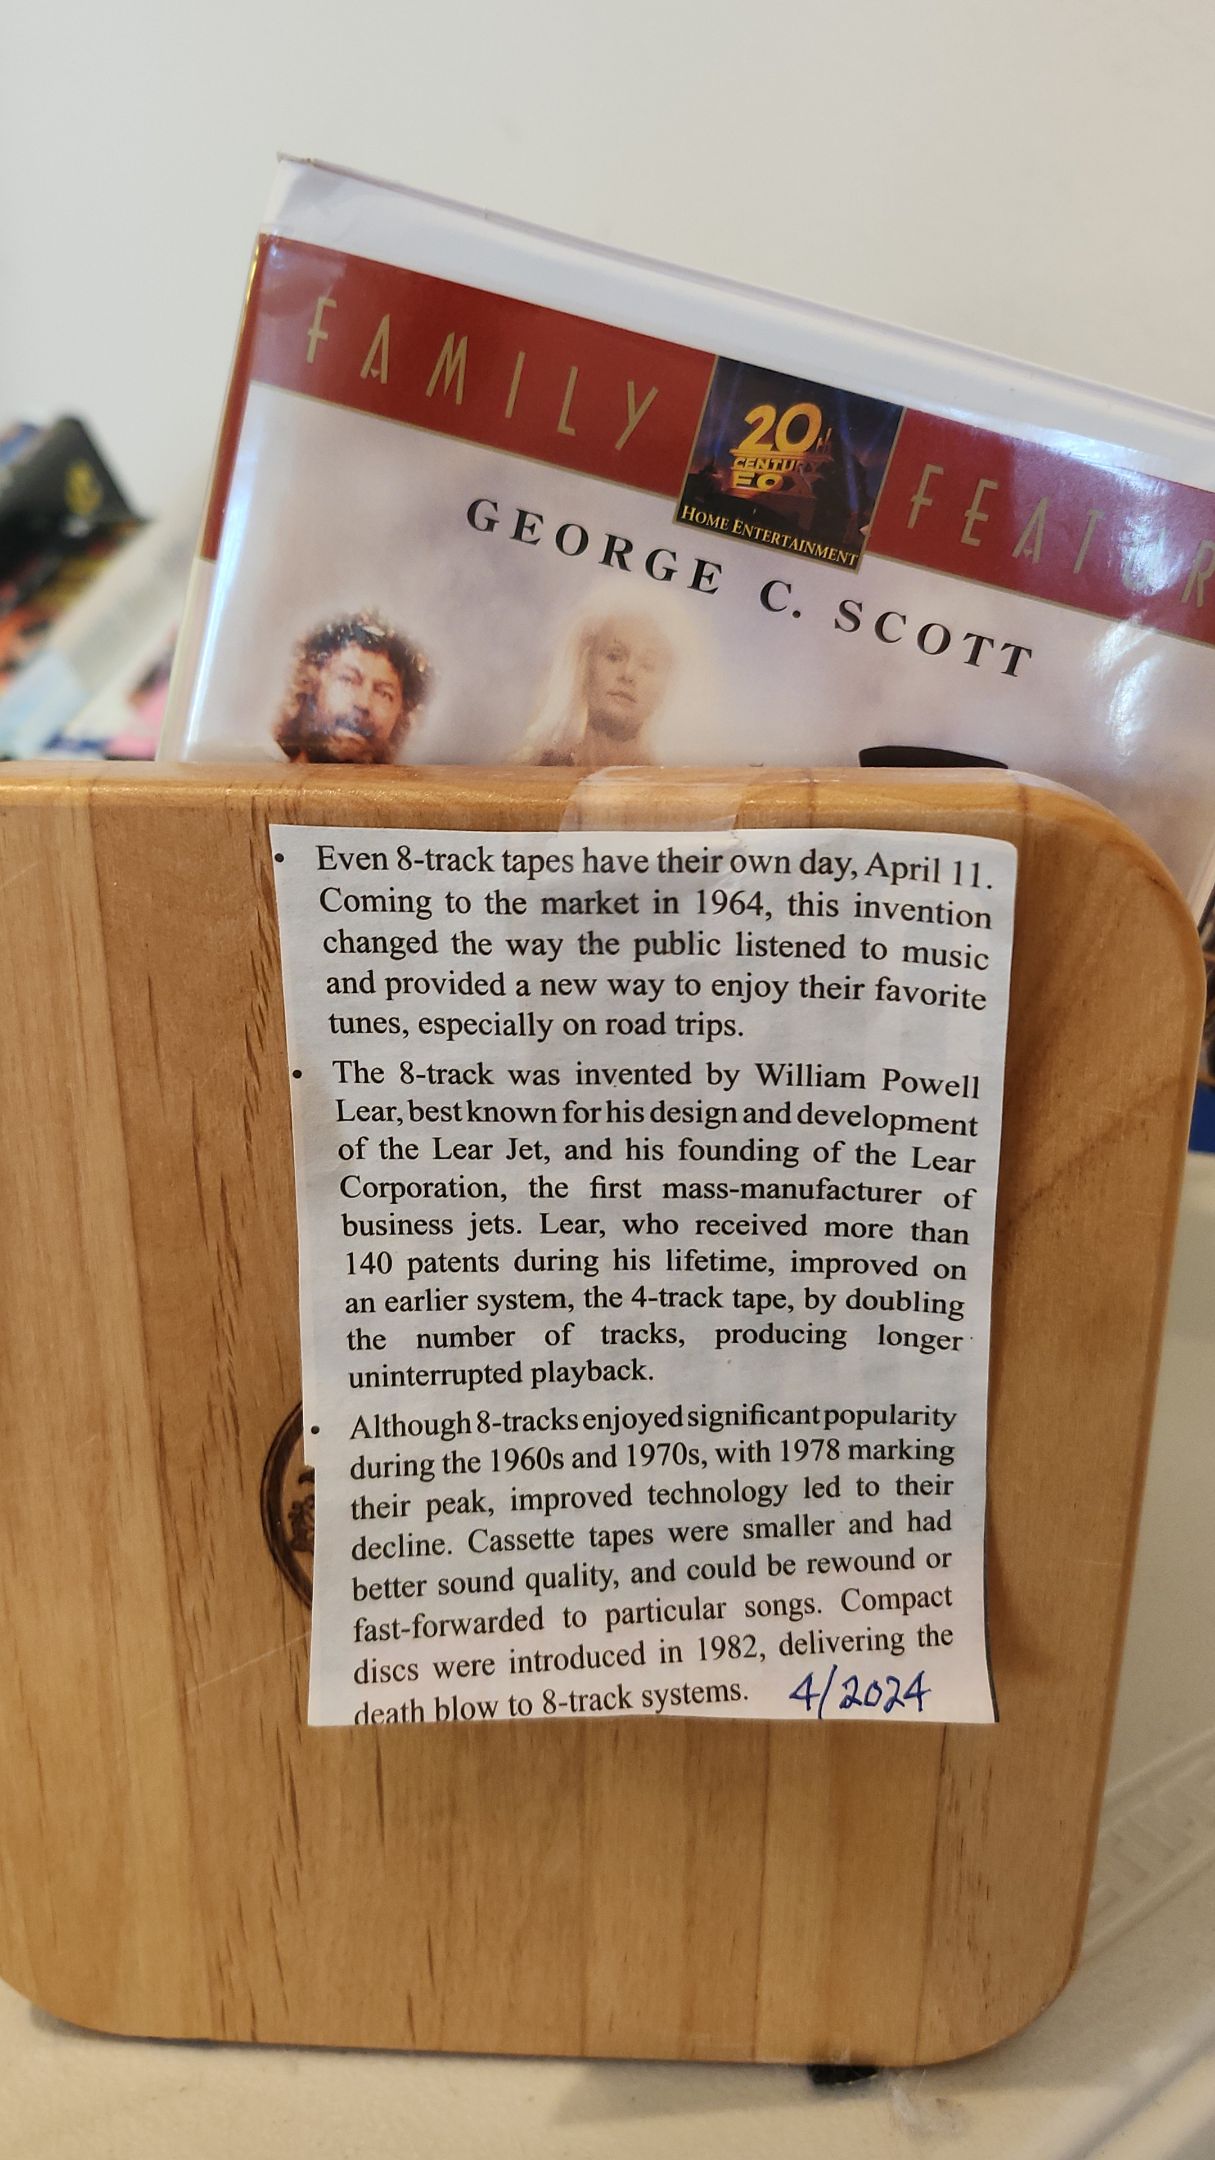 FAMILY
20th
CENTURY
FOX
HOME ENTERTAINMENT
GEORGE C. SCOTT
• Even 8-track tapes have their own day, April 11.
Coming to the market in 1964, this invention
changed the way the public listened to music
and provided a new way to enjoy their favorite
tunes, especially on road trips.
• The 8-track was invented by William Powell
Lear, best known for his design and development
of the Lear Jet, and his founding of the Lear
Corporation, the first mass-manufacturer of
business jets. Lear, who received more than
140 patents during his lifetime, improved on
an earlier system, the 4-track tape, by doubling
the number of tracks, producing longer
uninterrupted playback.
• Although 8-tracks enjoyed significant popularity
during the 1960s and 1970s, with 1978 marking
their peak, improved technology led to their
decline. Cassette tapes were smaller and had
better sound quality, and could be rewound or
fast-forwarded to particular songs. Compact
discs were introduced in 1982, delivering the
death blow to 8-track systems. 4/2024